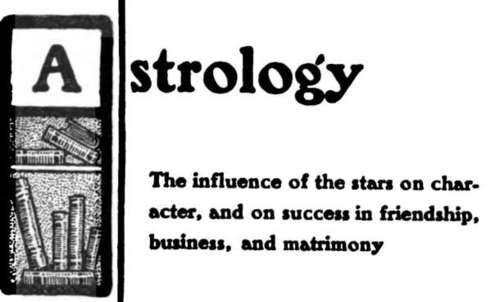 Astrology
The influence of the stars on char-
acter, and on success in friendship,
business, and matrimony